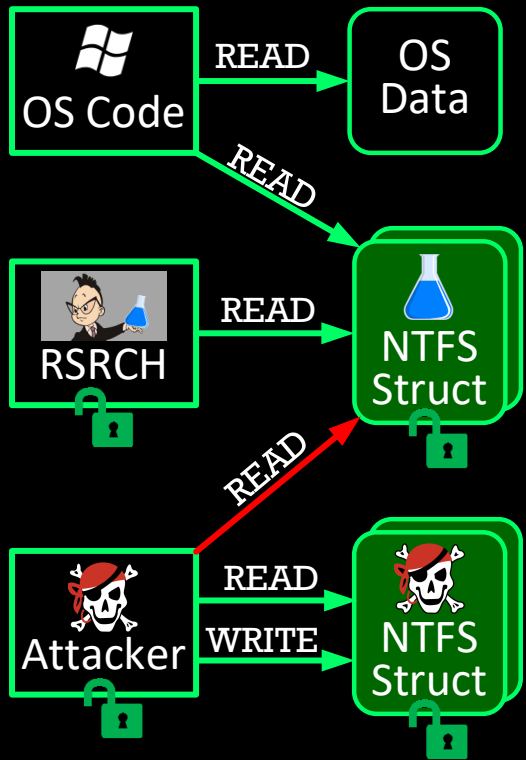 OS Code
READ
OS
Data
READ
RSRCH
READ
NTFS
Struct
READ
Attacker
READ
WRITE
NTFS
Struct